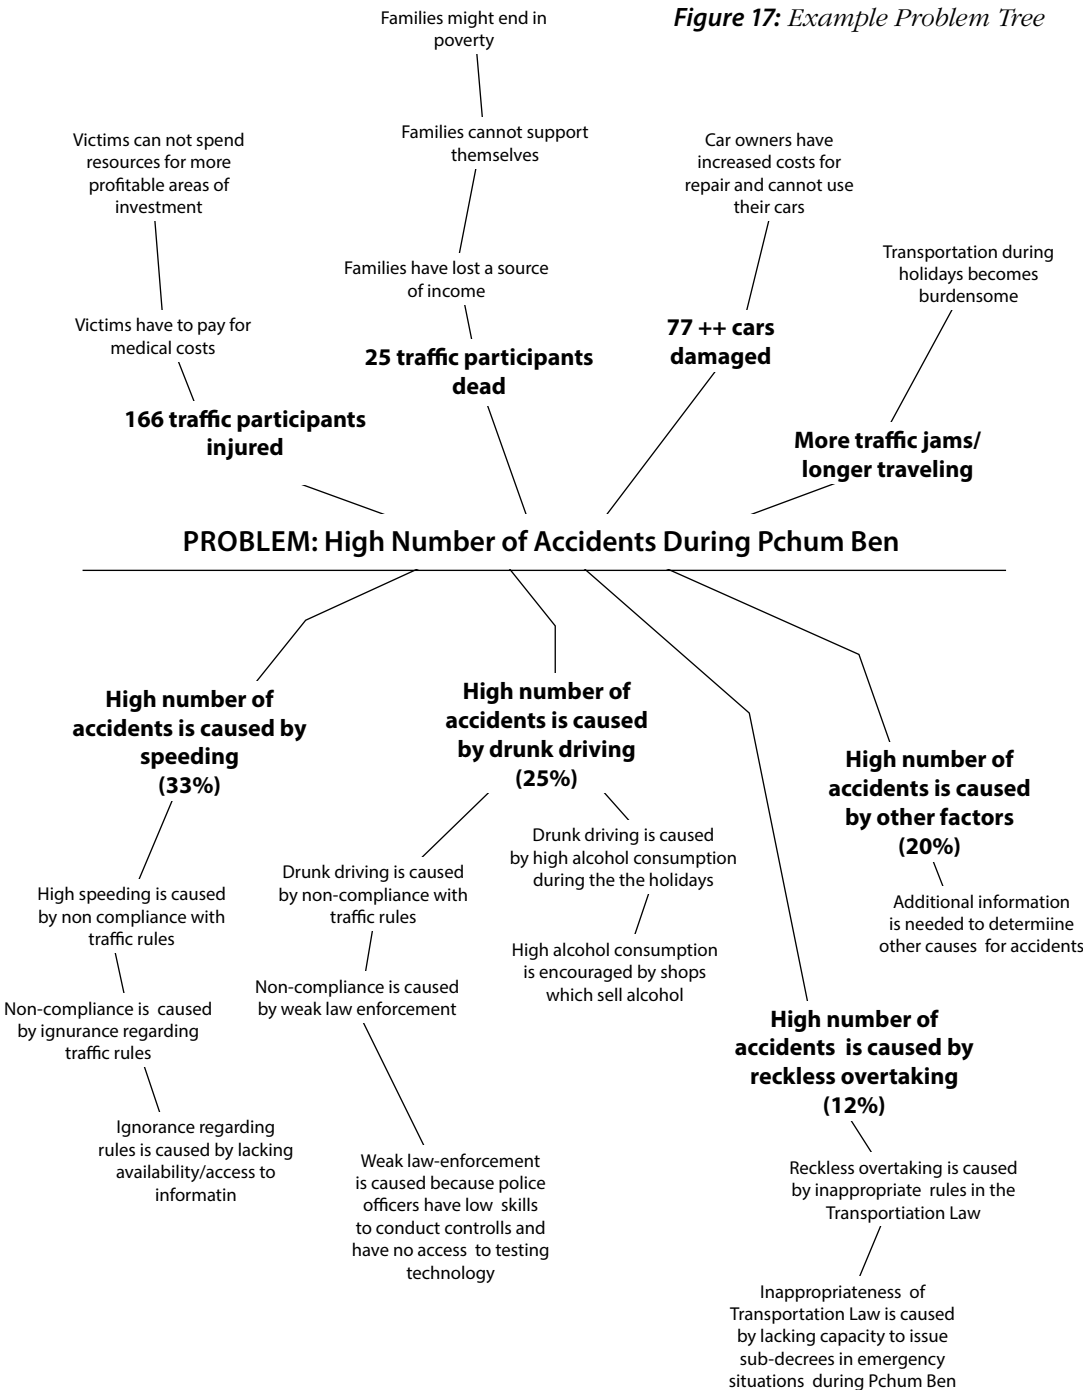 Figure 17: Example Problem Tree
Families might end in
poverty
Families cannot support
themselves
Families have lost a source
of income
25 traffic participants
dead
Victims can not spend
resources for more
profitable areas of
investment
Victims have to pay for
medical costs
166 traffic participants
injured
Car owners have
increased costs for
repair and cannot use
their cars
77 ++ cars
damaged
Transportation during
holidays becomes
burdensome
More traffic jams/
longer traveling
PROBLEM: High Number of Accidents During Pchum Ben
High number of
accidents is caused by
speeding
(33%)
High speeding is caused
by non compliance with
traffic rules
Non-compliance is  caused
by ignurance regarding
traffic rules
Ignorance regarding
rules is caused by lacking
availability/access to
informatin
High number of
accidents is caused
by drunk driving
(25%)
Drunk driving is caused
by non-compliance with
traffic rules
Non-compliance is caused
by weak law enforcement
Weak law-enforcement
is caused because police
officers have low  skills
to conduct controlls and
have no access  to testing
technology
Drunk driving is caused
by high alcohol consumption
during the the holidays
High alcohol consumption
is encouraged by shops
which sell alcohol
High number of
accidents is caused
by other factors
(20%)
Additional information
is needed to determiine
other causes  for accidents
High number of
accidents  is caused by
reckless overtaking
(12%)
Reckless overtaking is caused
by inappropriate  rules in the
Transportiation Law
Inappropriateness  of
Transportation Law is caused
by lacking capacity to issue
sub-decrees in emergency
situations  during Pchum Ben